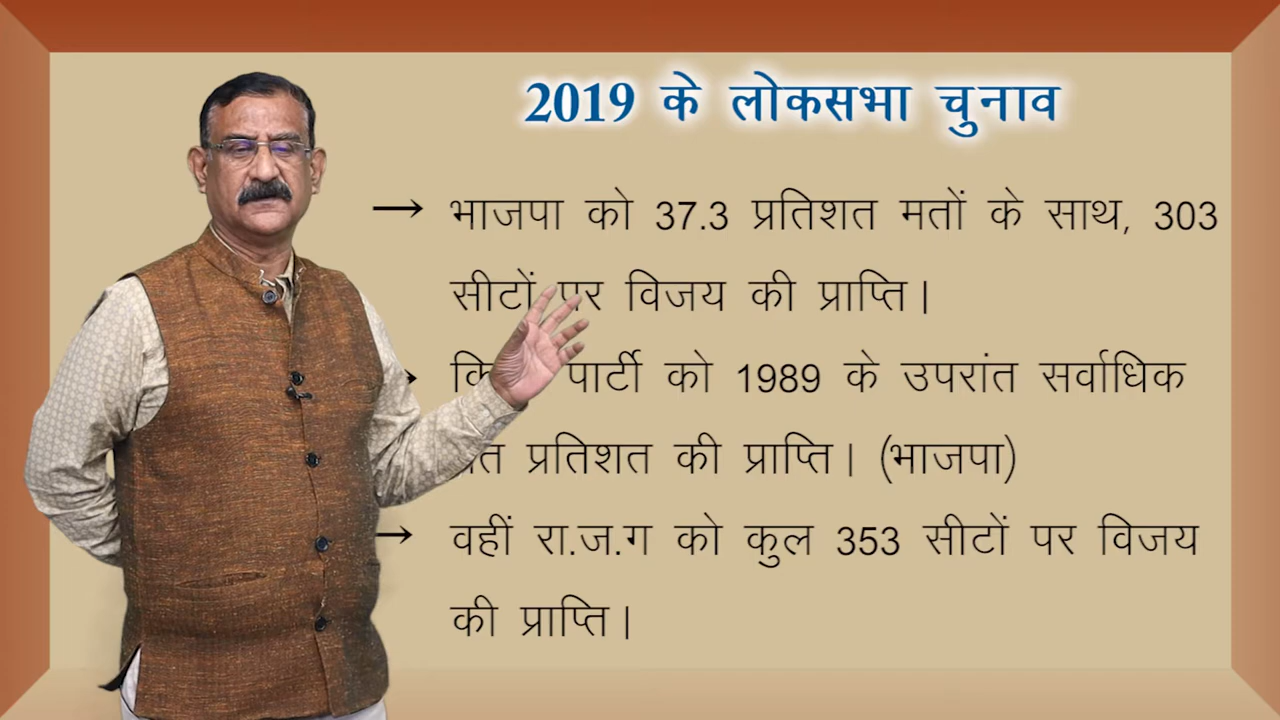 2019 के लोकसभा चुनाव
→ भाजपा को 37.3 प्रतिशत मतों के साथ, 303
सीटों पर विजय की प्राप्ति।
पार्टी को 1989 के उपरांत सर्वाधिक
प्रतिशत की प्राप्ति। (भाजपा)
→ वहीं रा.ज.ग को कुल 353 सीटों पर विजय
की प्राप्ति।